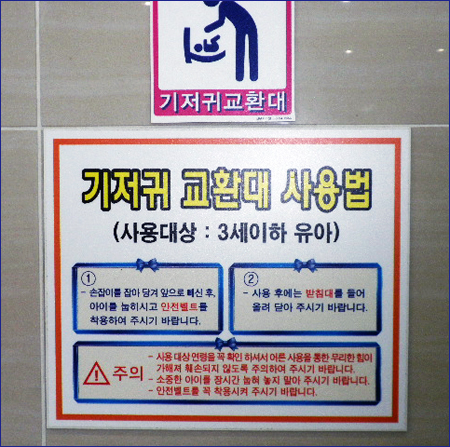 기저귀교환대
기저귀 교환대 사용법
(사용대상 : 3세이하 유아)
①
- 손잡이를 잡아 당겨 앞으로 빼신 후,
아이를 눕히시고 안전벨트를
착용하여 주시기 바랍니다.
②
- 사용 후에는 받침대를 들어
올려 닫아 주시기 바랍니다.
주의
- 사용 대상 연령을 꼭 확인 하셔서 어른 사용을 통한 무리한 힘이
가해져 훼손되지 않도록 주의하여 주시기 바랍니다.
- 소중한 아이를 장시간 눕혀 놓지 말아 주시기 바랍니다.
- 안전벨트를 꼭 착용시켜 주시기 바랍니다.